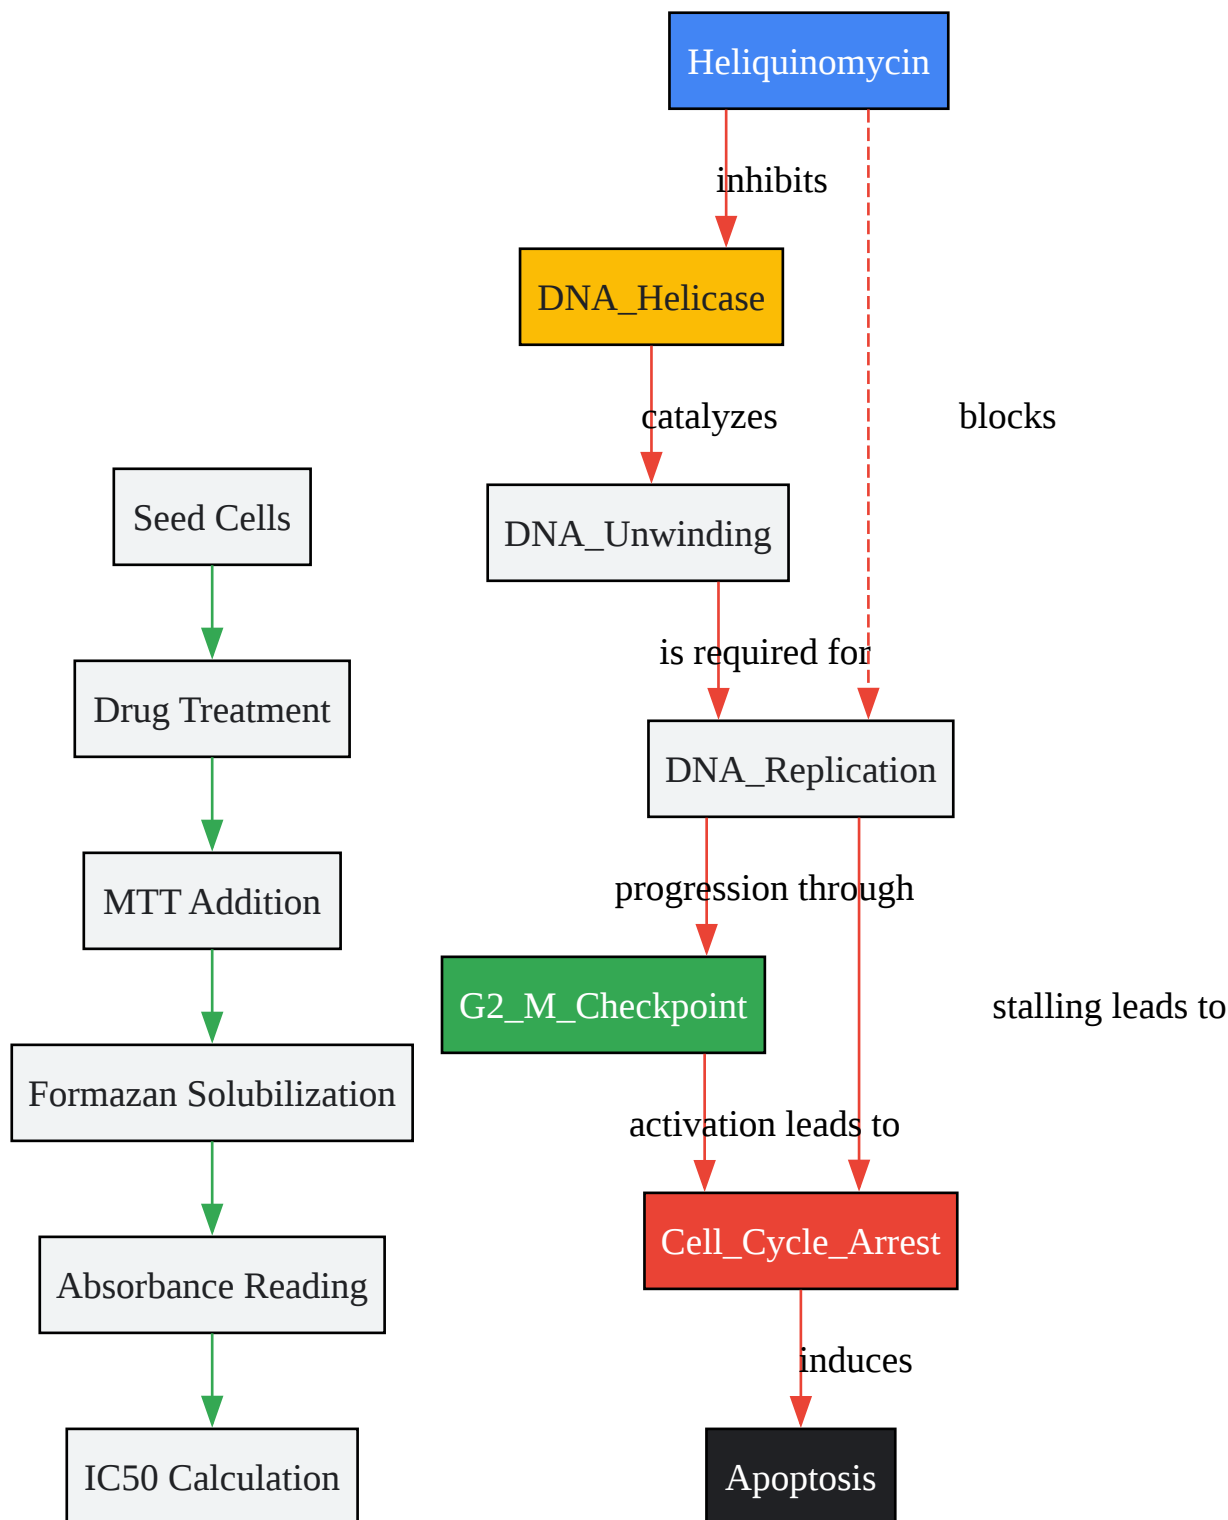 Heliquinomycin
inhibits
DNA_Helicase
catalyzes
blocks
DNA_Unwinding
is required for
DNA_Replication
progression through
G2_M_Checkpoint
stalling leads to
activation leads to
Cell_Cycle_Arrest
induces
Apoptosis
Seed Cells
Drug Treatment
MTT Addition
Formazan Solubilization
Absorbance Reading
IC50 Calculation